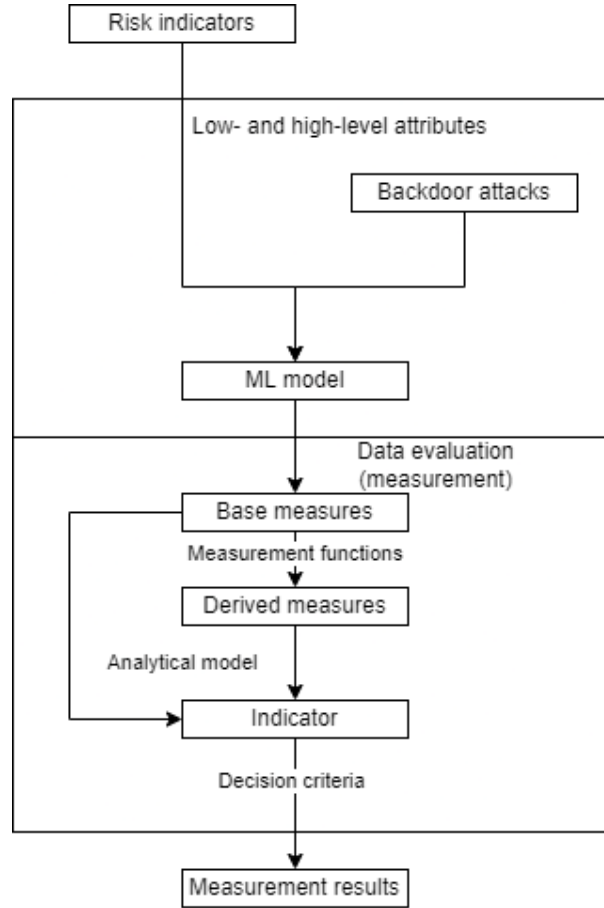 Risk indicators
Low- and high-level attributes
Backdoor attacks
ML model
Data evaluation
(measurement)
Base measures
Measurement functions
Derived measures
Analytical model
Indicator
Decision criteria
Measurement results